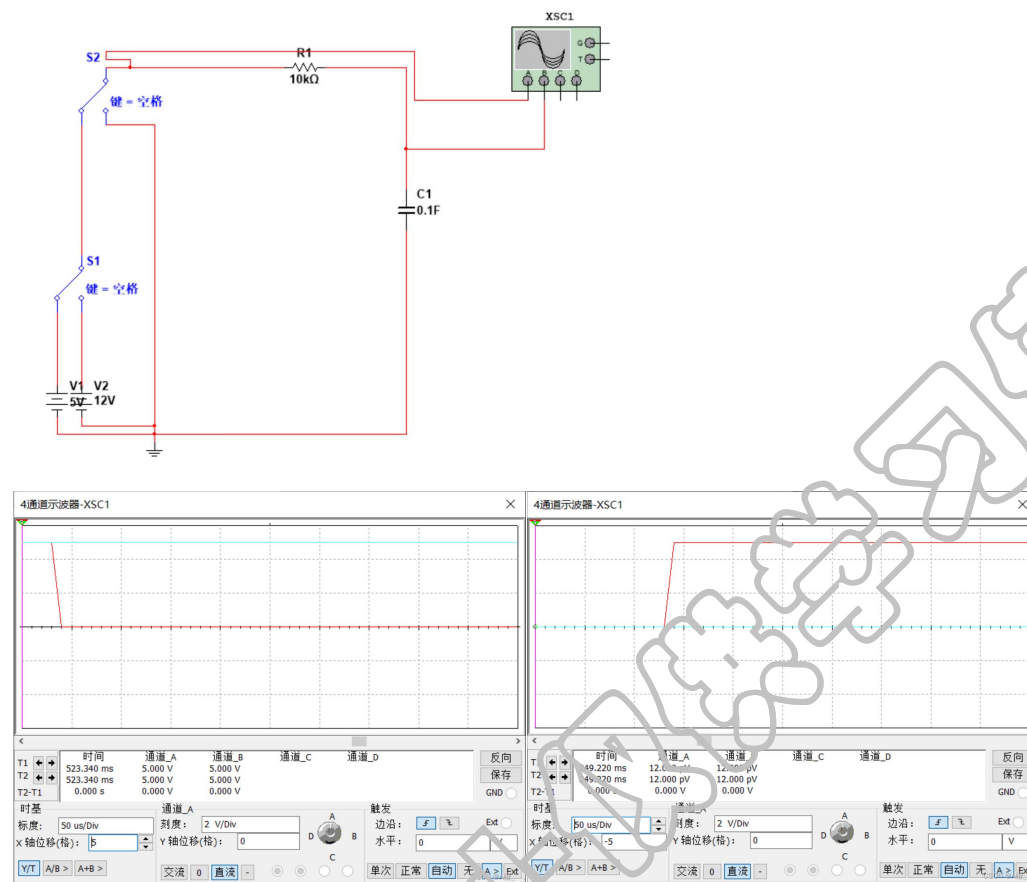 XSC1
S2
R1
10kΩ
键 = 空格
G
T
A B C D
C1
0.1F
S1
键 = 空格
V1 V2
5V 12V
4通道示波器-XSC1
时间 通道_A 通道_B 通道_C 通道_D
T1 523.340 ms 5.000 V 5.000 V
T2 523.340 ms 5.000 V 5.000 V
T2-T1 0.000 s 0.000 V 0.000 V
反向
保存
GND
时基
标度: 50 us/Div
X 轴位移(格): 5
Y/T A/B > A+B >
通道_A
刻度: 2 V/Div
Y 轴位移(格): 0
交流 0 直流 -
A
D B
C
触发
边沿: Ext
水平: 0 V
单次 正常 自动 无 A > Ext
4通道示波器-XSC1
时间 通道_A 通道 通道_C 通道_D
49.220 ms 12.000 pV
T2 12.000 pV 12.000 pV
0.000 V 0.000 V
反向
保存
GND
时基
标度: 50 us/Div
-5
Y/T A/B > A+B >
刻度: 2 V/Div
Y 轴位移(格): 0
交流 0 直流 -
A
D B
C
触发
边沿: Ext
水平: 0 V
单次 正常 自动 无 A >